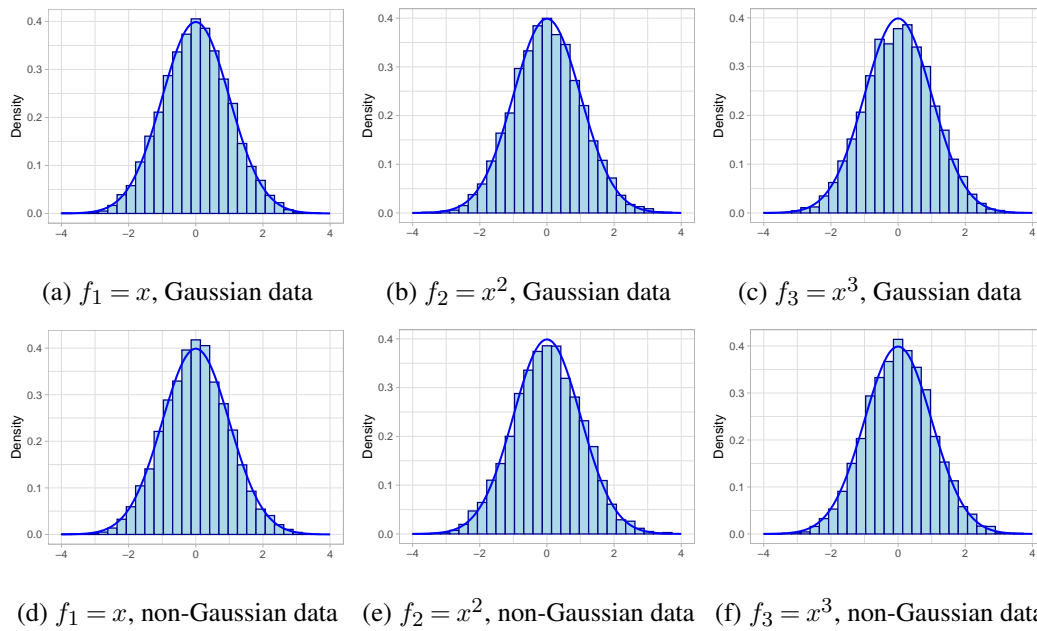 0.4
0.3
0.2
0.1
0.0
Density
−4 −2 0 2 4
0.4
0.3
0.2
0.1
0.0
Density
−4 −2 0 2 4
0.4
0.3
0.2
0.1
0.0
Density
−4 −2 0 2 4
(a) f₁ = x, Gaussian data
(b) f₂ = x², Gaussian data
(c) f₃ = x³, Gaussian data
0.4
0.3
0.2
0.1
0.0
Density
−4 −2 0 2 4
0.4
0.3
0.2
0.1
0.0
Density
−4 −2 0 2 4
0.4
0.3
0.2
0.1
0.0
Density
−4 −2 0 2 4
(d) f₁ = x, non-Gaussian data
(e) f₂ = x², non-Gaussian data
(f) f₃ = x³, non-Gaussian data